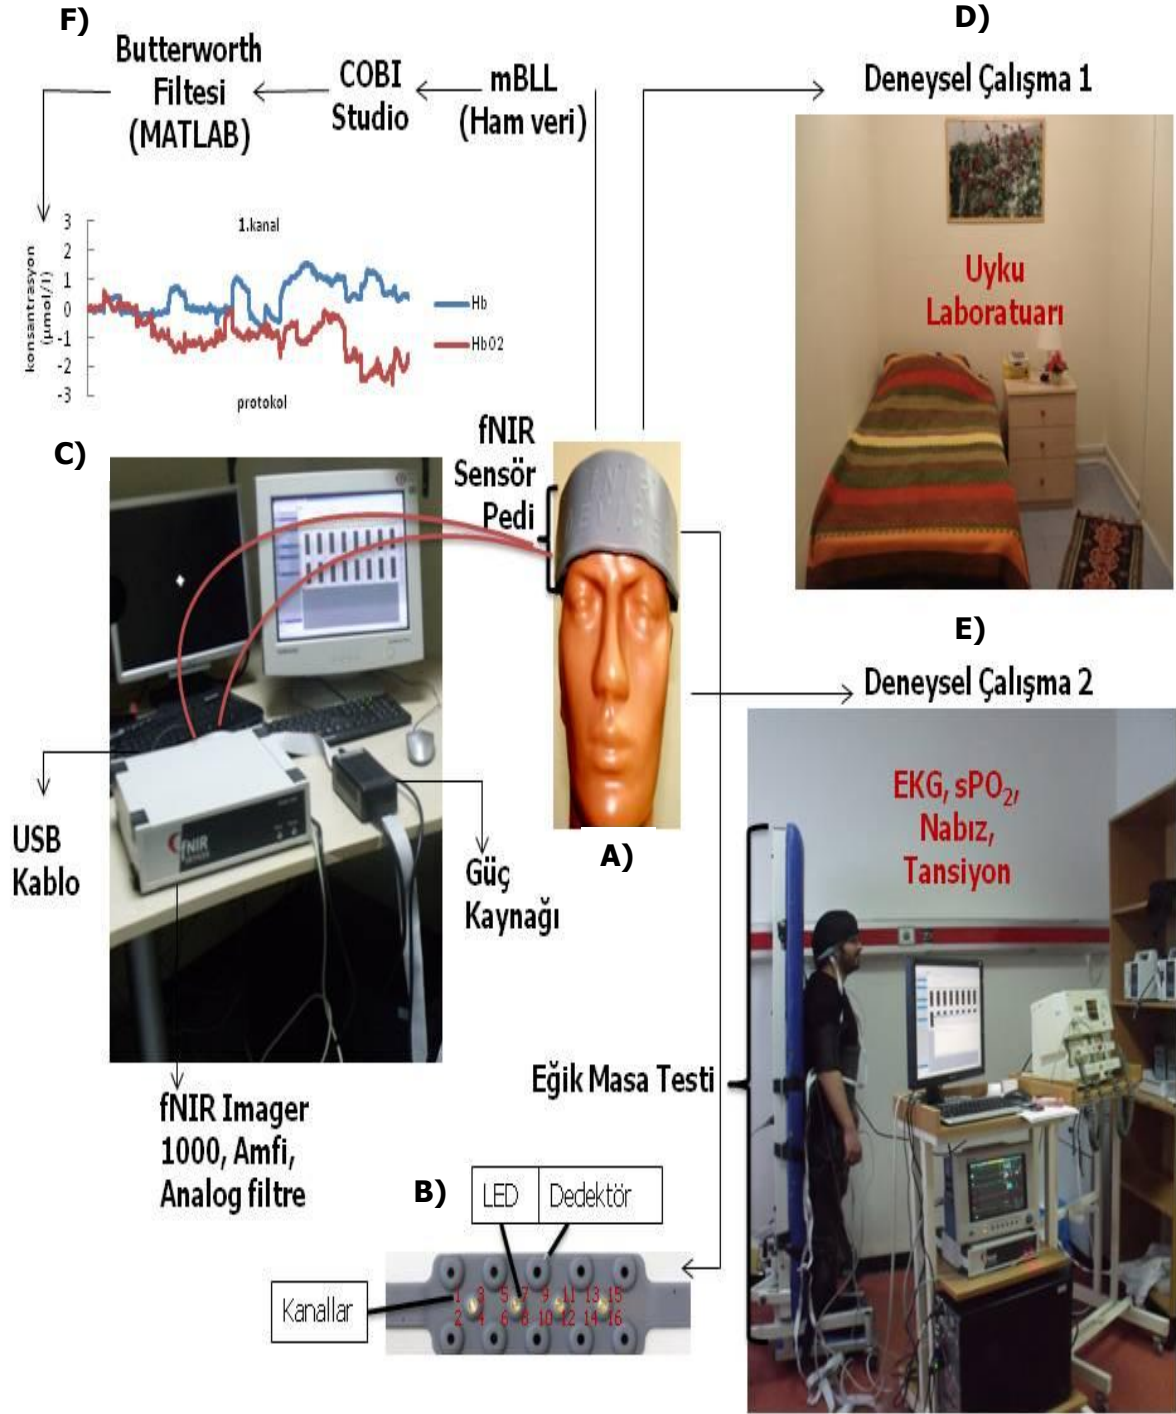 F)
Butterworth
Filtesi
(MATLAB)
COBI
Studio
mBLL
(Ham veri)
D)
Deneysel Çalışma 1
Uyku
Laboratuarı
konsantrasyon
(µmol/l)
3
2
1
0
-1
-2
-3
1.kanal
Hb
HbO2
protokol
C)
fNIR
Sensör
Pedi
A)
USB
Kablo
Güç
Kaynağı
fNIR
fNIR Imager
1000, Amfi,
Analog filtre
E)
Deneysel Çalışma 2
EKG, sPO2,
Nabız,
Tansiyon
Eğik Masa Testi
B)
LED
Dedektör
Kanallar
1 3 5 7 9 11 13 15
2 4 6 8 10 12 14 16